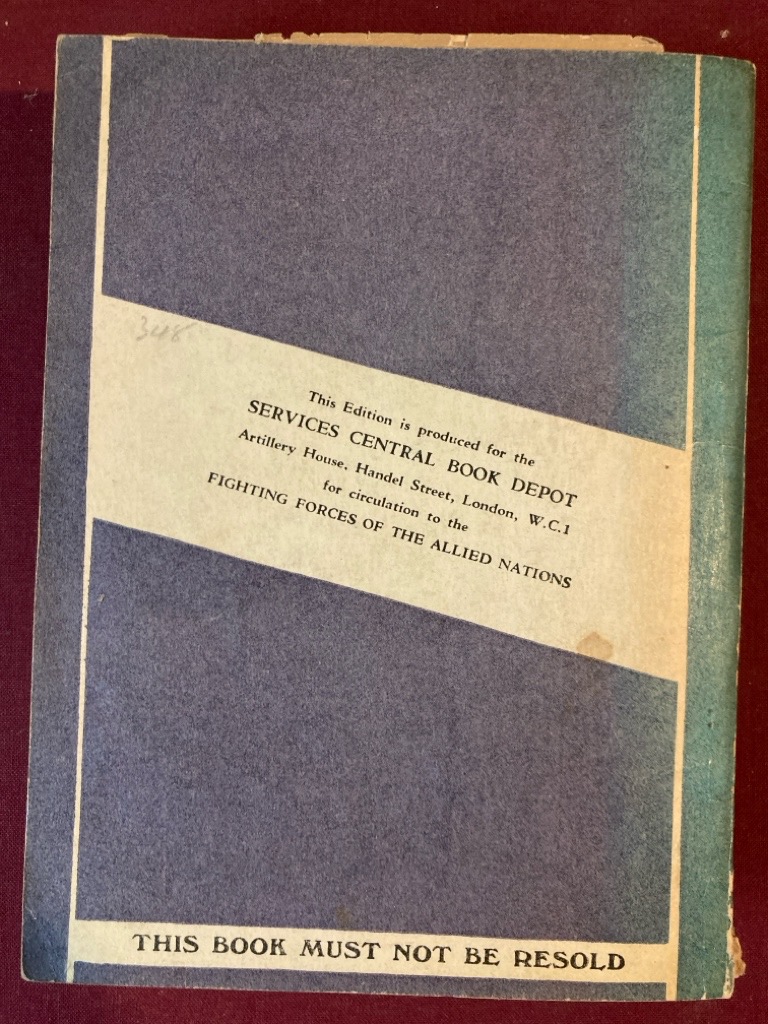 348
This Edition is produced for the
SERVICES CENTRAL BOOK DEPOT
Artillery House, Handel Street, London, W.C.1
for circulation to the
FIGHTING FORCES OF THE ALLIED NATIONS
THIS BOOK MUST NOT BE RESOLD